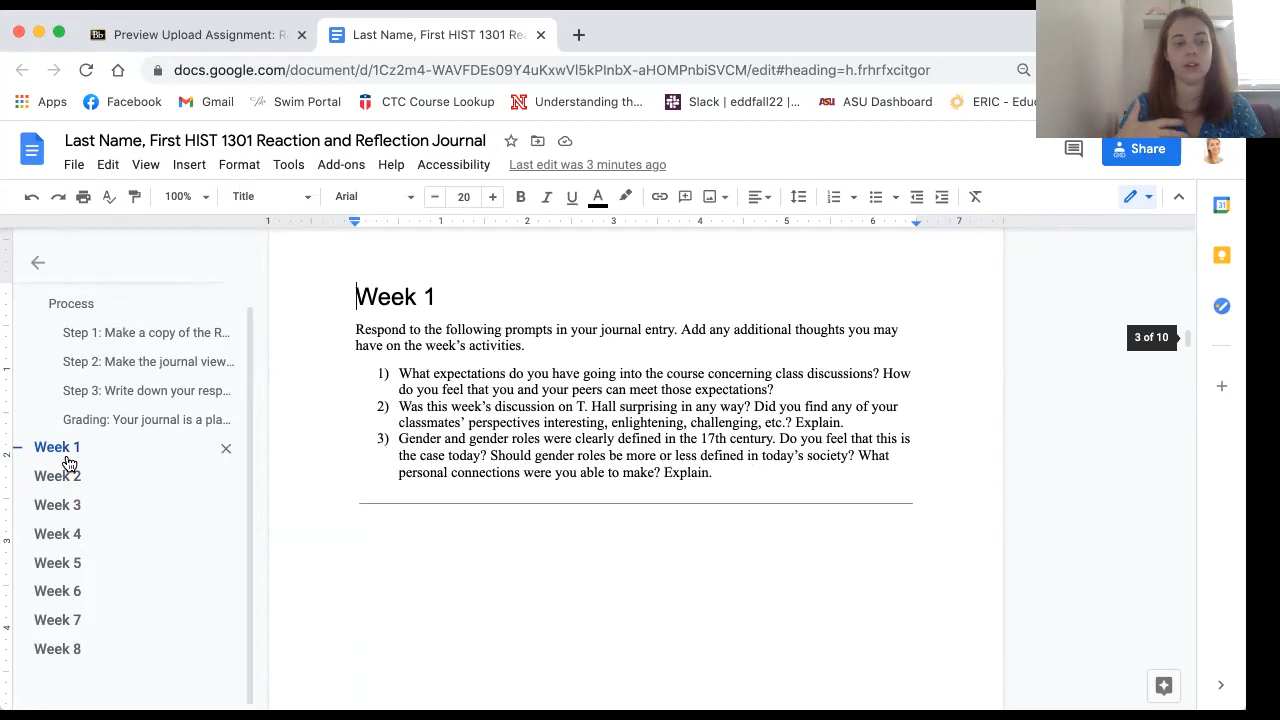 Preview Upload Assignment: R
Last Name, First HIST 1301 Rea
docs.google.com/document/d/1Cz2m4-WAVFDEs09Y4uKxwVl5kPInbX-aHOMPnbiSVCM/edit#heading=h.frhrfxcitgor
Apps Facebook Gmail Swim Portal CTC Course Lookup Understanding th... Slack | eddfall22 |... ASU Dashboard ERIC - Edu
Last Name, First HIST 1301 Reaction and Reflection Journal
File Edit View Insert Format Tools Add-ons Help Accessibility Last edit was 3 minutes ago
Share
100% Title Arial 20
1 1 2 3 4 5 6 7
Process
Step 1: Make a copy of the R...
Step 2: Make the journal view...
Step 3: Write down your resp...
Grading: Your journal is a pla...
Week 1
Week 2
Week 3
Week 4
Week 5
Week 6
Week 7
Week 8
Week 1
Respond to the following prompts in your journal entry. Add any additional thoughts you may
have on the week's activities.
1) What expectations do you have going into the course concerning class discussions? How
do you feel that you and your peers can meet those expectations?
2) Was this week's discussion on T. Hall surprising in any way? Did you find any of your
classmates' perspectives interesting, enlightening, challenging, etc.? Explain.
3) Gender and gender roles were clearly defined in the 17th century. Do you feel that this is
the case today? Should gender roles be more or less defined in today's society? What
personal connections were you able to make? Explain.
3 of 10